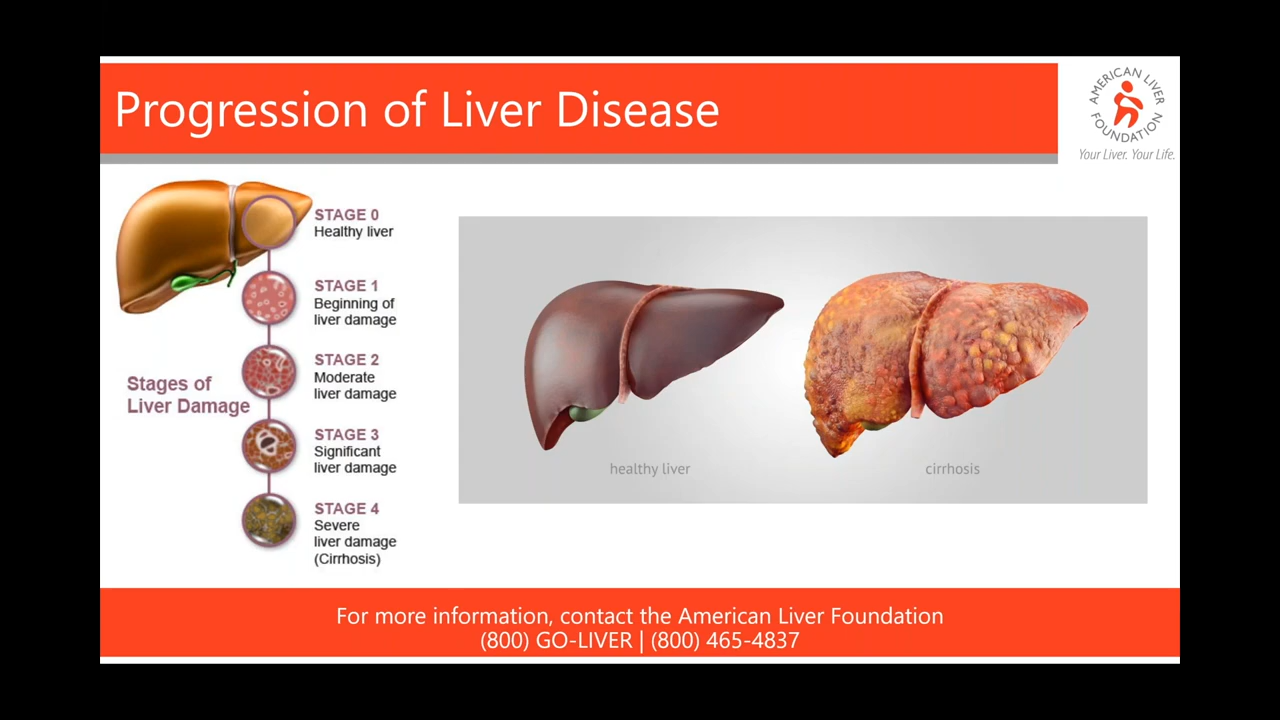 Progression of Liver Disease
AMERICAN LIVER FOUNDATION
Your Liver. Your Life.
Stages of
Liver Damage
STAGE 0
Healthy liver
STAGE 1
Beginning of
liver damage
STAGE 2
Moderate
liver damage
STAGE 3
Significant
liver damage
STAGE 4
Severe
liver damage
(Cirrhosis)
healthy liver
cirrhosis
For more information, contact the American Liver Foundation
(800) GO-LIVER | (800) 465-4837